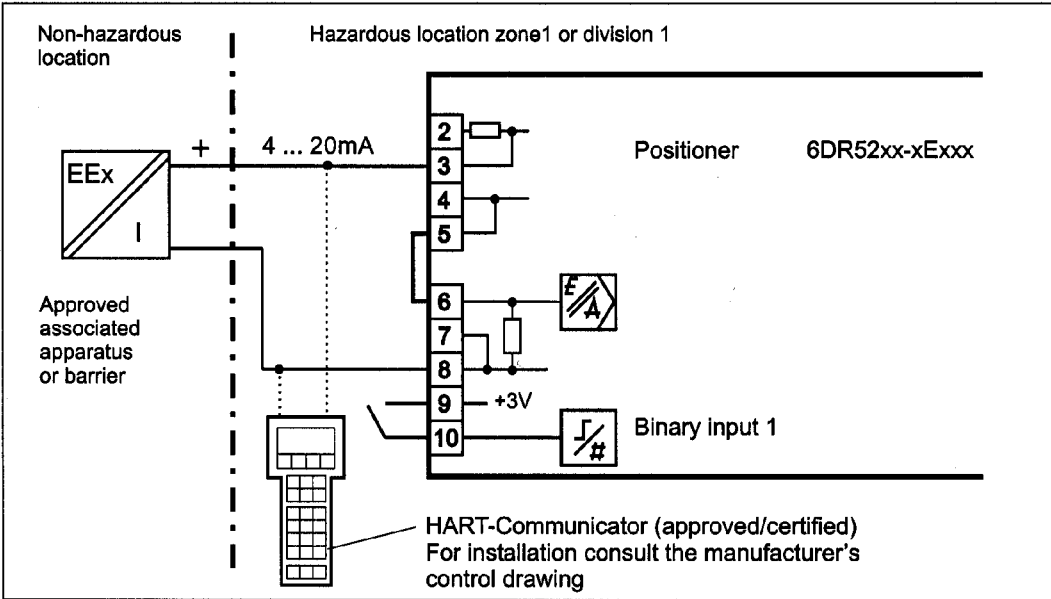 Non-hazardous
location
Hazardous location zone1 or division 1
+
4 ... 20mA
EEx
I
Approved
associated
apparatus
or barrier
2
3
4
5
6
7
8
9
10
Positioner 6DR52xx-xExxx
E
A
+3V
#
Binary input 1
HART-Communicator (approved/certified)
For installation consult the manufacturer's
control drawing